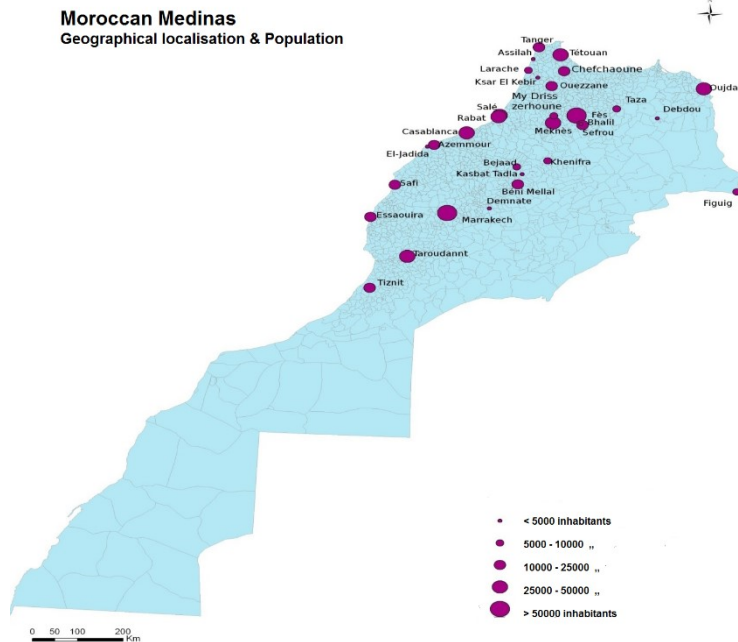 Moroccan Medinas
Geographical localisation & Population
Tanger
Assilah
Tétouan
Larache
Chefchaoune
Ksar El Kebir
Ouezzane
Oujda
My Driss
zerhoune
Taza
Debdou
Salé
Rabat
Fès
Bhalil
Meknès
Sefrou
Casablanca
Azemmour
El-Jadida
Bejaad
Khenifra
Kasbat Tadla
Safi
Beni Mellal
Figuig
Demnate
Essaouira
Marrakech
Taroudannt
Tiznit
< 5000 inhabitants
5000 - 10000 „
10000 - 25000 „
25000 - 50000 „
> 50000 inhabitants
0 50 100 200
Km